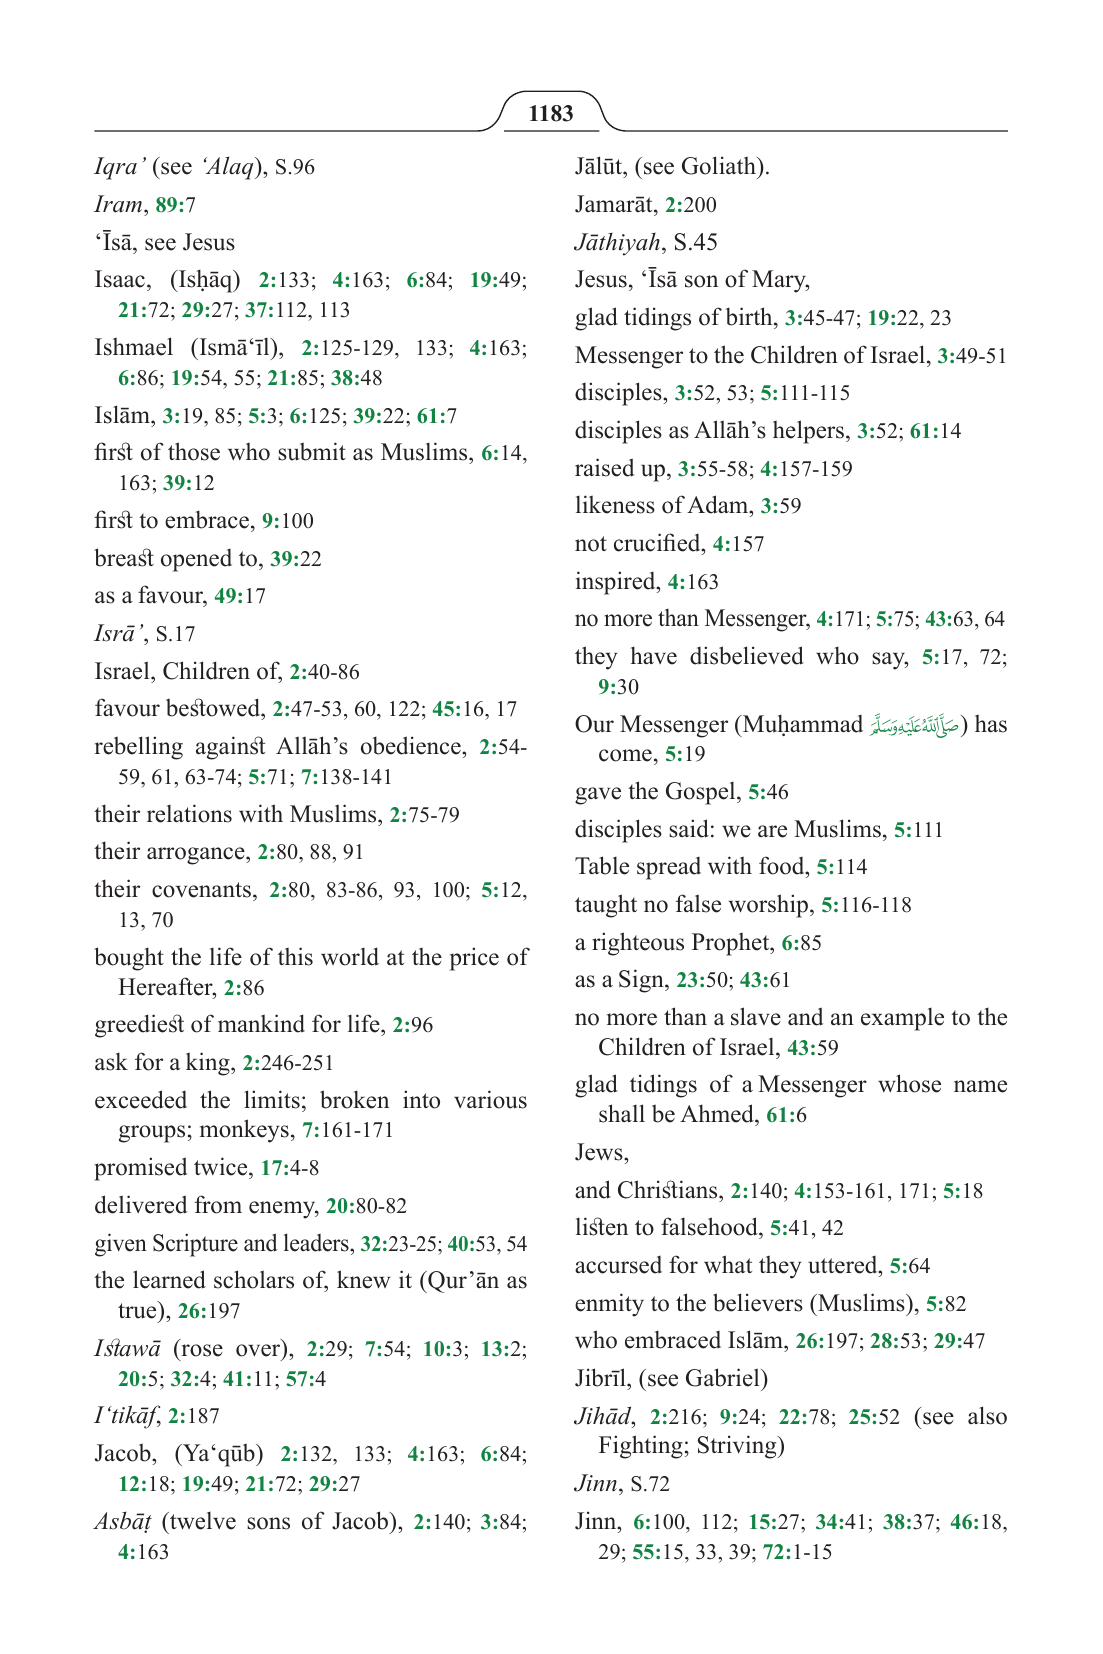 1183
Iqra’ (see ‘Alaq), S.96
Iram, 89:7
‘Īsā, see Jesus
Isaac, (Isḥāq) 2:133; 4:163; 6:84; 19:49;
21:72; 29:27; 37:112, 113
Ishmael (Ismā‘īl), 2:125-129, 133; 4:163;
6:86; 19:54, 55; 21:85; 38:48
Islām, 3:19, 85; 5:3; 6:125; 39:22; 61:7
first of those who submit as Muslims, 6:14,
163; 39:12
first to embrace, 9:100
breast opened to, 39:22
as a favour, 49:17
Isrā’, S.17
Israel, Children of, 2:40-86
favour bestowed, 2:47-53, 60, 122; 45:16, 17
rebelling against Allāh’s obedience, 2:54-
59, 61, 63-74; 5:71; 7:138-141
their relations with Muslims, 2:75-79
their arrogance, 2:80, 88, 91
their covenants, 2:80, 83-86, 93, 100; 5:12,
13, 70
bought the life of this world at the price of
Hereafter, 2:86
greediest of mankind for life, 2:96
ask for a king, 2:246-251
exceeded the limits; broken into various
groups; monkeys, 7:161-171
promised twice, 17:4-8
delivered from enemy, 20:80-82
given Scripture and leaders, 32:23-25; 40:53, 54
the learned scholars of, knew it (Qur’ān as
true), 26:197
Istawā (rose over), 2:29; 7:54; 10:3; 13:2;
20:5; 32:4; 41:11; 57:4
I‘tikāf, 2:187
Jacob, (Ya‘qūb) 2:132, 133; 4:163; 6:84;
12:18; 19:49; 21:72; 29:27
Asbāṭ (twelve sons of Jacob), 2:140; 3:84;
4:163
Jālūt, (see Goliath).
Jamarāt, 2:200
Jāthiyah, S.45
Jesus, ‘Īsā son of Mary,
glad tidings of birth, 3:45-47; 19:22, 23
Messenger to the Children of Israel, 3:49-51
disciples, 3:52, 53; 5:111-115
disciples as Allāh’s helpers, 3:52; 61:14
raised up, 3:55-58; 4:157-159
likeness of Adam, 3:59
not crucified, 4:157
inspired, 4:163
no more than Messenger, 4:171; 5:75; 43:63, 64
they have disbelieved who say, 5:17, 72;
9:30
Our Messenger (Muḥammad صَلَّى اللَّهُ عَلَيْهِ وَسَلَّمَ) has
come, 5:19
gave the Gospel, 5:46
disciples said: we are Muslims, 5:111
Table spread with food, 5:114
taught no false worship, 5:116-118
a righteous Prophet, 6:85
as a Sign, 23:50; 43:61
no more than a slave and an example to the
Children of Israel, 43:59
glad tidings of a Messenger whose name
shall be Ahmed, 61:6
Jews,
and Christians, 2:140; 4:153-161, 171; 5:18
listen to falsehood, 5:41, 42
accursed for what they uttered, 5:64
enmity to the believers (Muslims), 5:82
who embraced Islām, 26:197; 28:53; 29:47
Jibrīl, (see Gabriel)
Jihād, 2:216; 9:24; 22:78; 25:52 (see also
Fighting; Striving)
Jinn, S.72
Jinn, 6:100, 112; 15:27; 34:41; 38:37; 46:18,
29; 55:15, 33, 39; 72:1-15